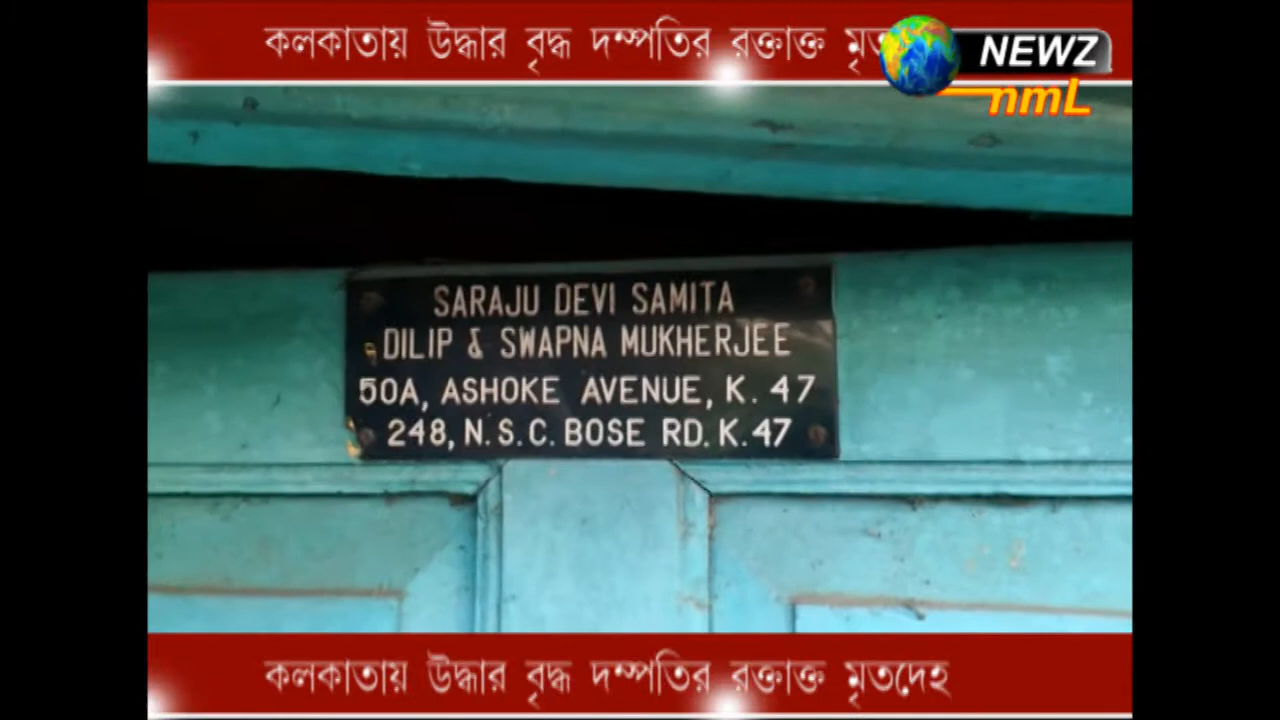 কলকাতায় উদ্ধার বৃদ্ধ দম্পতির রক্তাক্ত
NEWZ
nmL
SARAJU DEVI SAMITA
DILIP & SWAPNA MUKHERJEE
50A, ASHOKE AVENUE, K. 47
248, N. S. C. BOSE RD. K. 47
কলকাতায় উদ্ধার বৃদ্ধ দম্পতির রক্তাক্ত মৃতদেহ